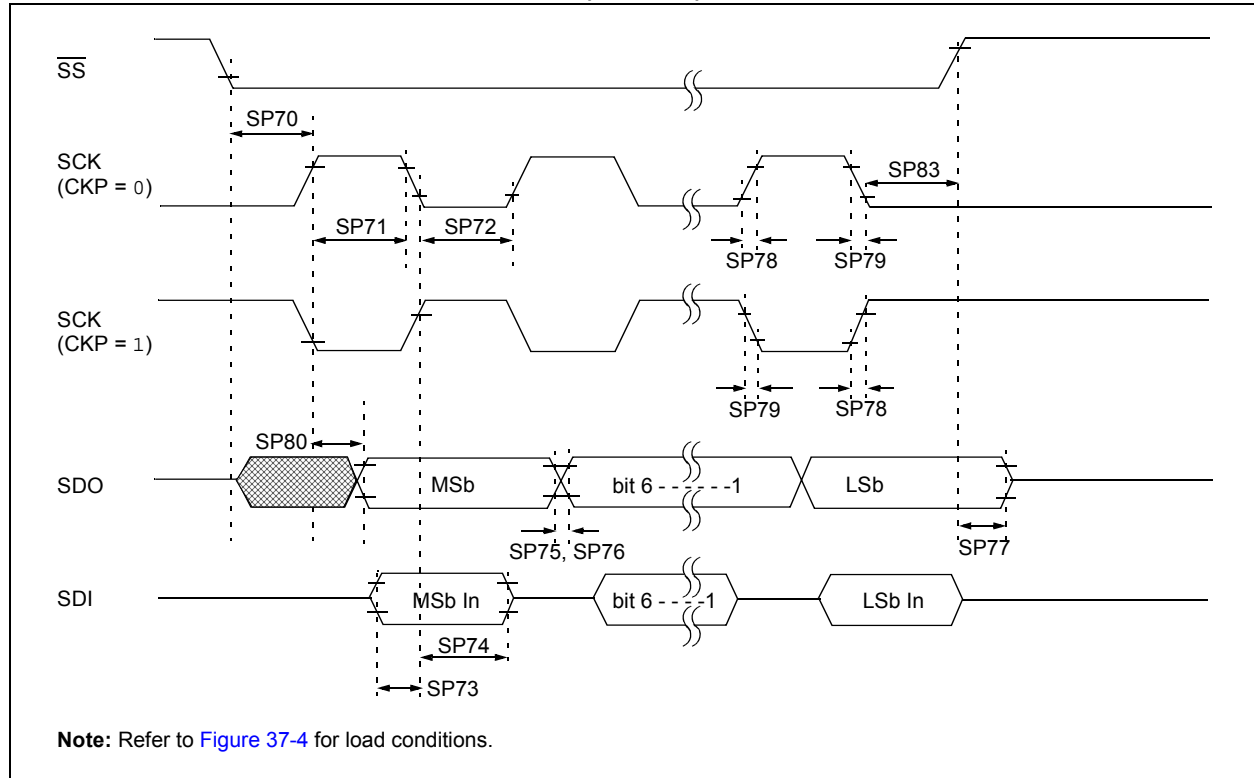 SS
SP70
SCK
(CKP = 0)
SP83
SP71
SP72
SP78
SP79
SCK
(CKP = 1)
SP79
SP78
SP80
SDO
MSb
bit 6 - - - - - -1
LSb
SP75, SP76
SP77
SDI
MSb In
bit 6 - - - -1
LSb In
SP74
SP73
Note: Refer to Figure 37-4 for load conditions.